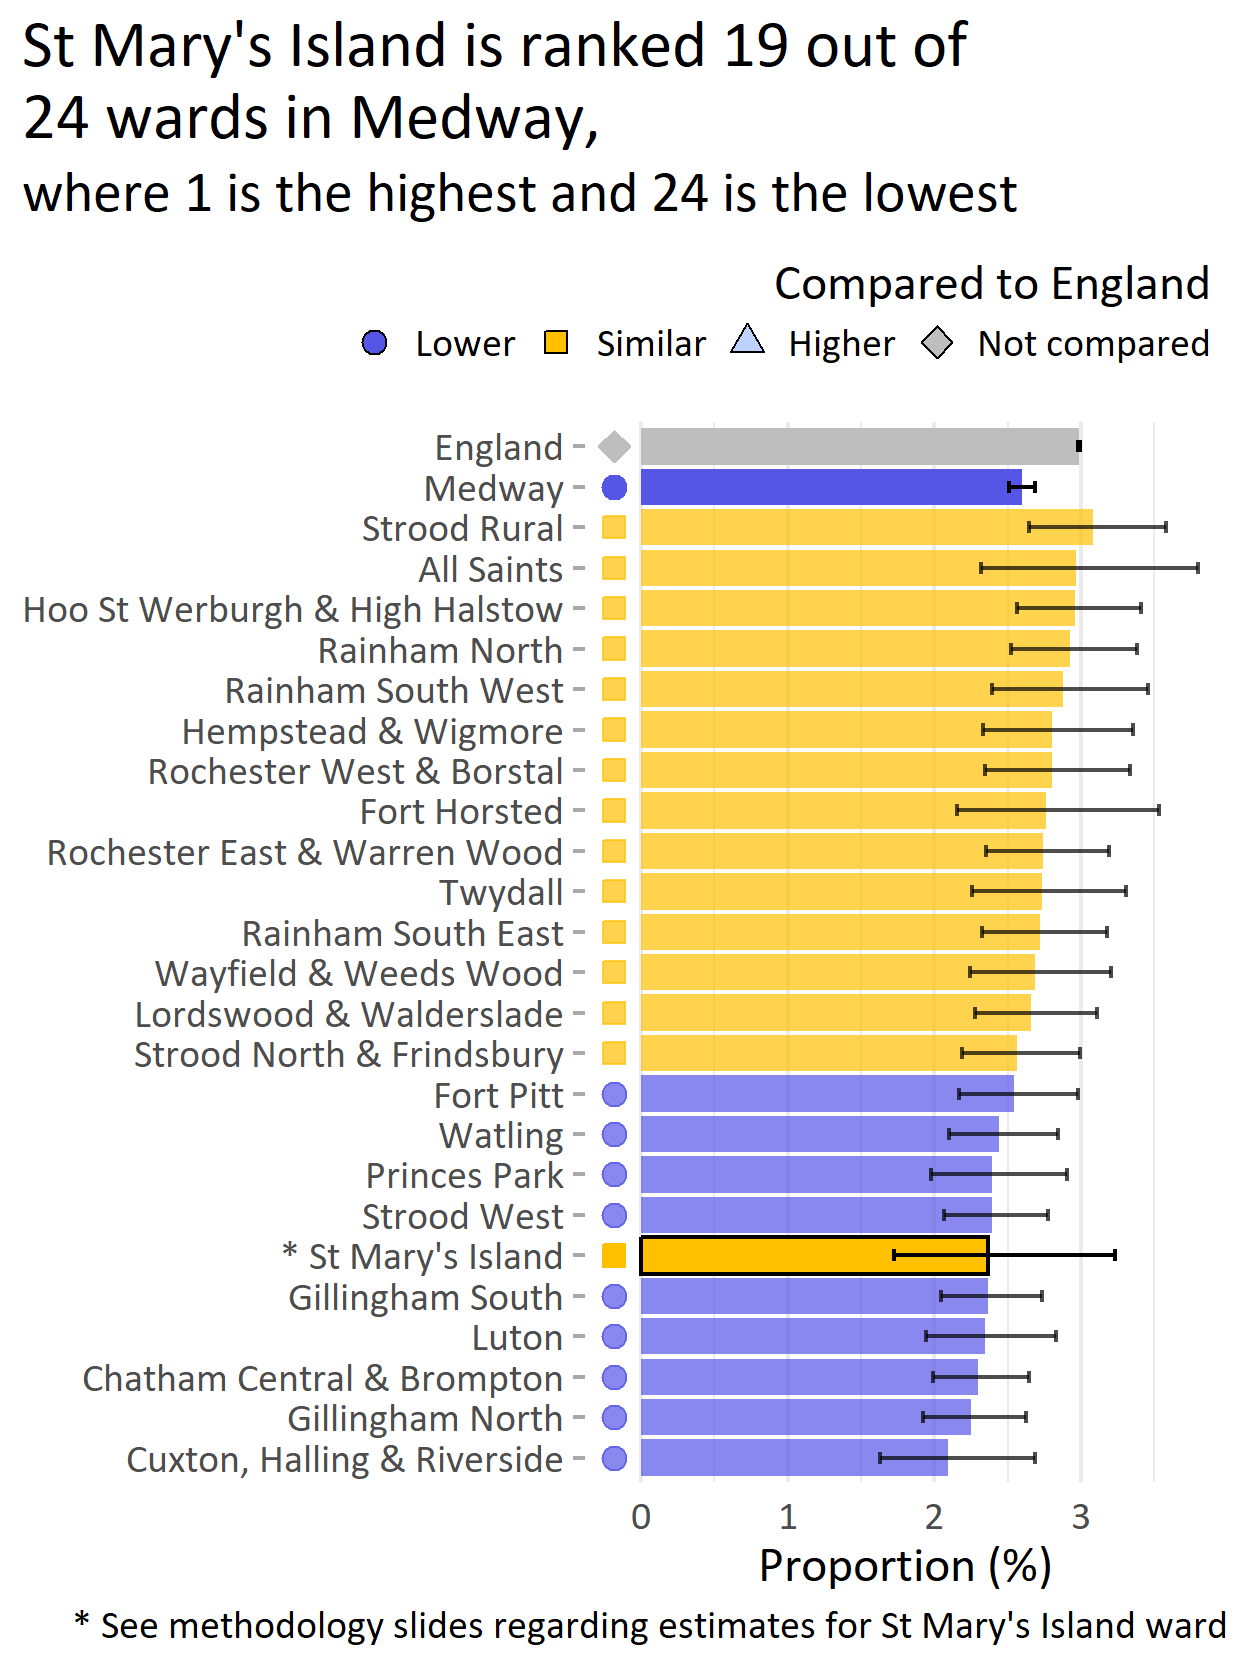 St Mary's Island is ranked 19 out of
24 wards in Medway,
where 1 is the highest and 24 is the lowest
Compared to England
Lower Similar Higher Not compared
England
Medway
Strood Rural
All Saints
Hoo St Werburgh & High Halstow
Rainham North
Rainham South West
Hempstead & Wigmore
Rochester West & Borstal
Fort Horsted
Rochester East & Warren Wood
Twydall
Rainham South East
Wayfield & Weeds Wood
Lordswood & Walderslade
Strood North & Frindsbury
Fort Pitt
Watling
Princes Park
Strood West
* St Mary's Island
Gillingham South
Luton
Chatham Central & Brompton
Gillingham North
Cuxton, Halling & Riverside
0 1 2 3
Proportion (%)
* See methodology slides regarding estimates for St Mary's Island ward